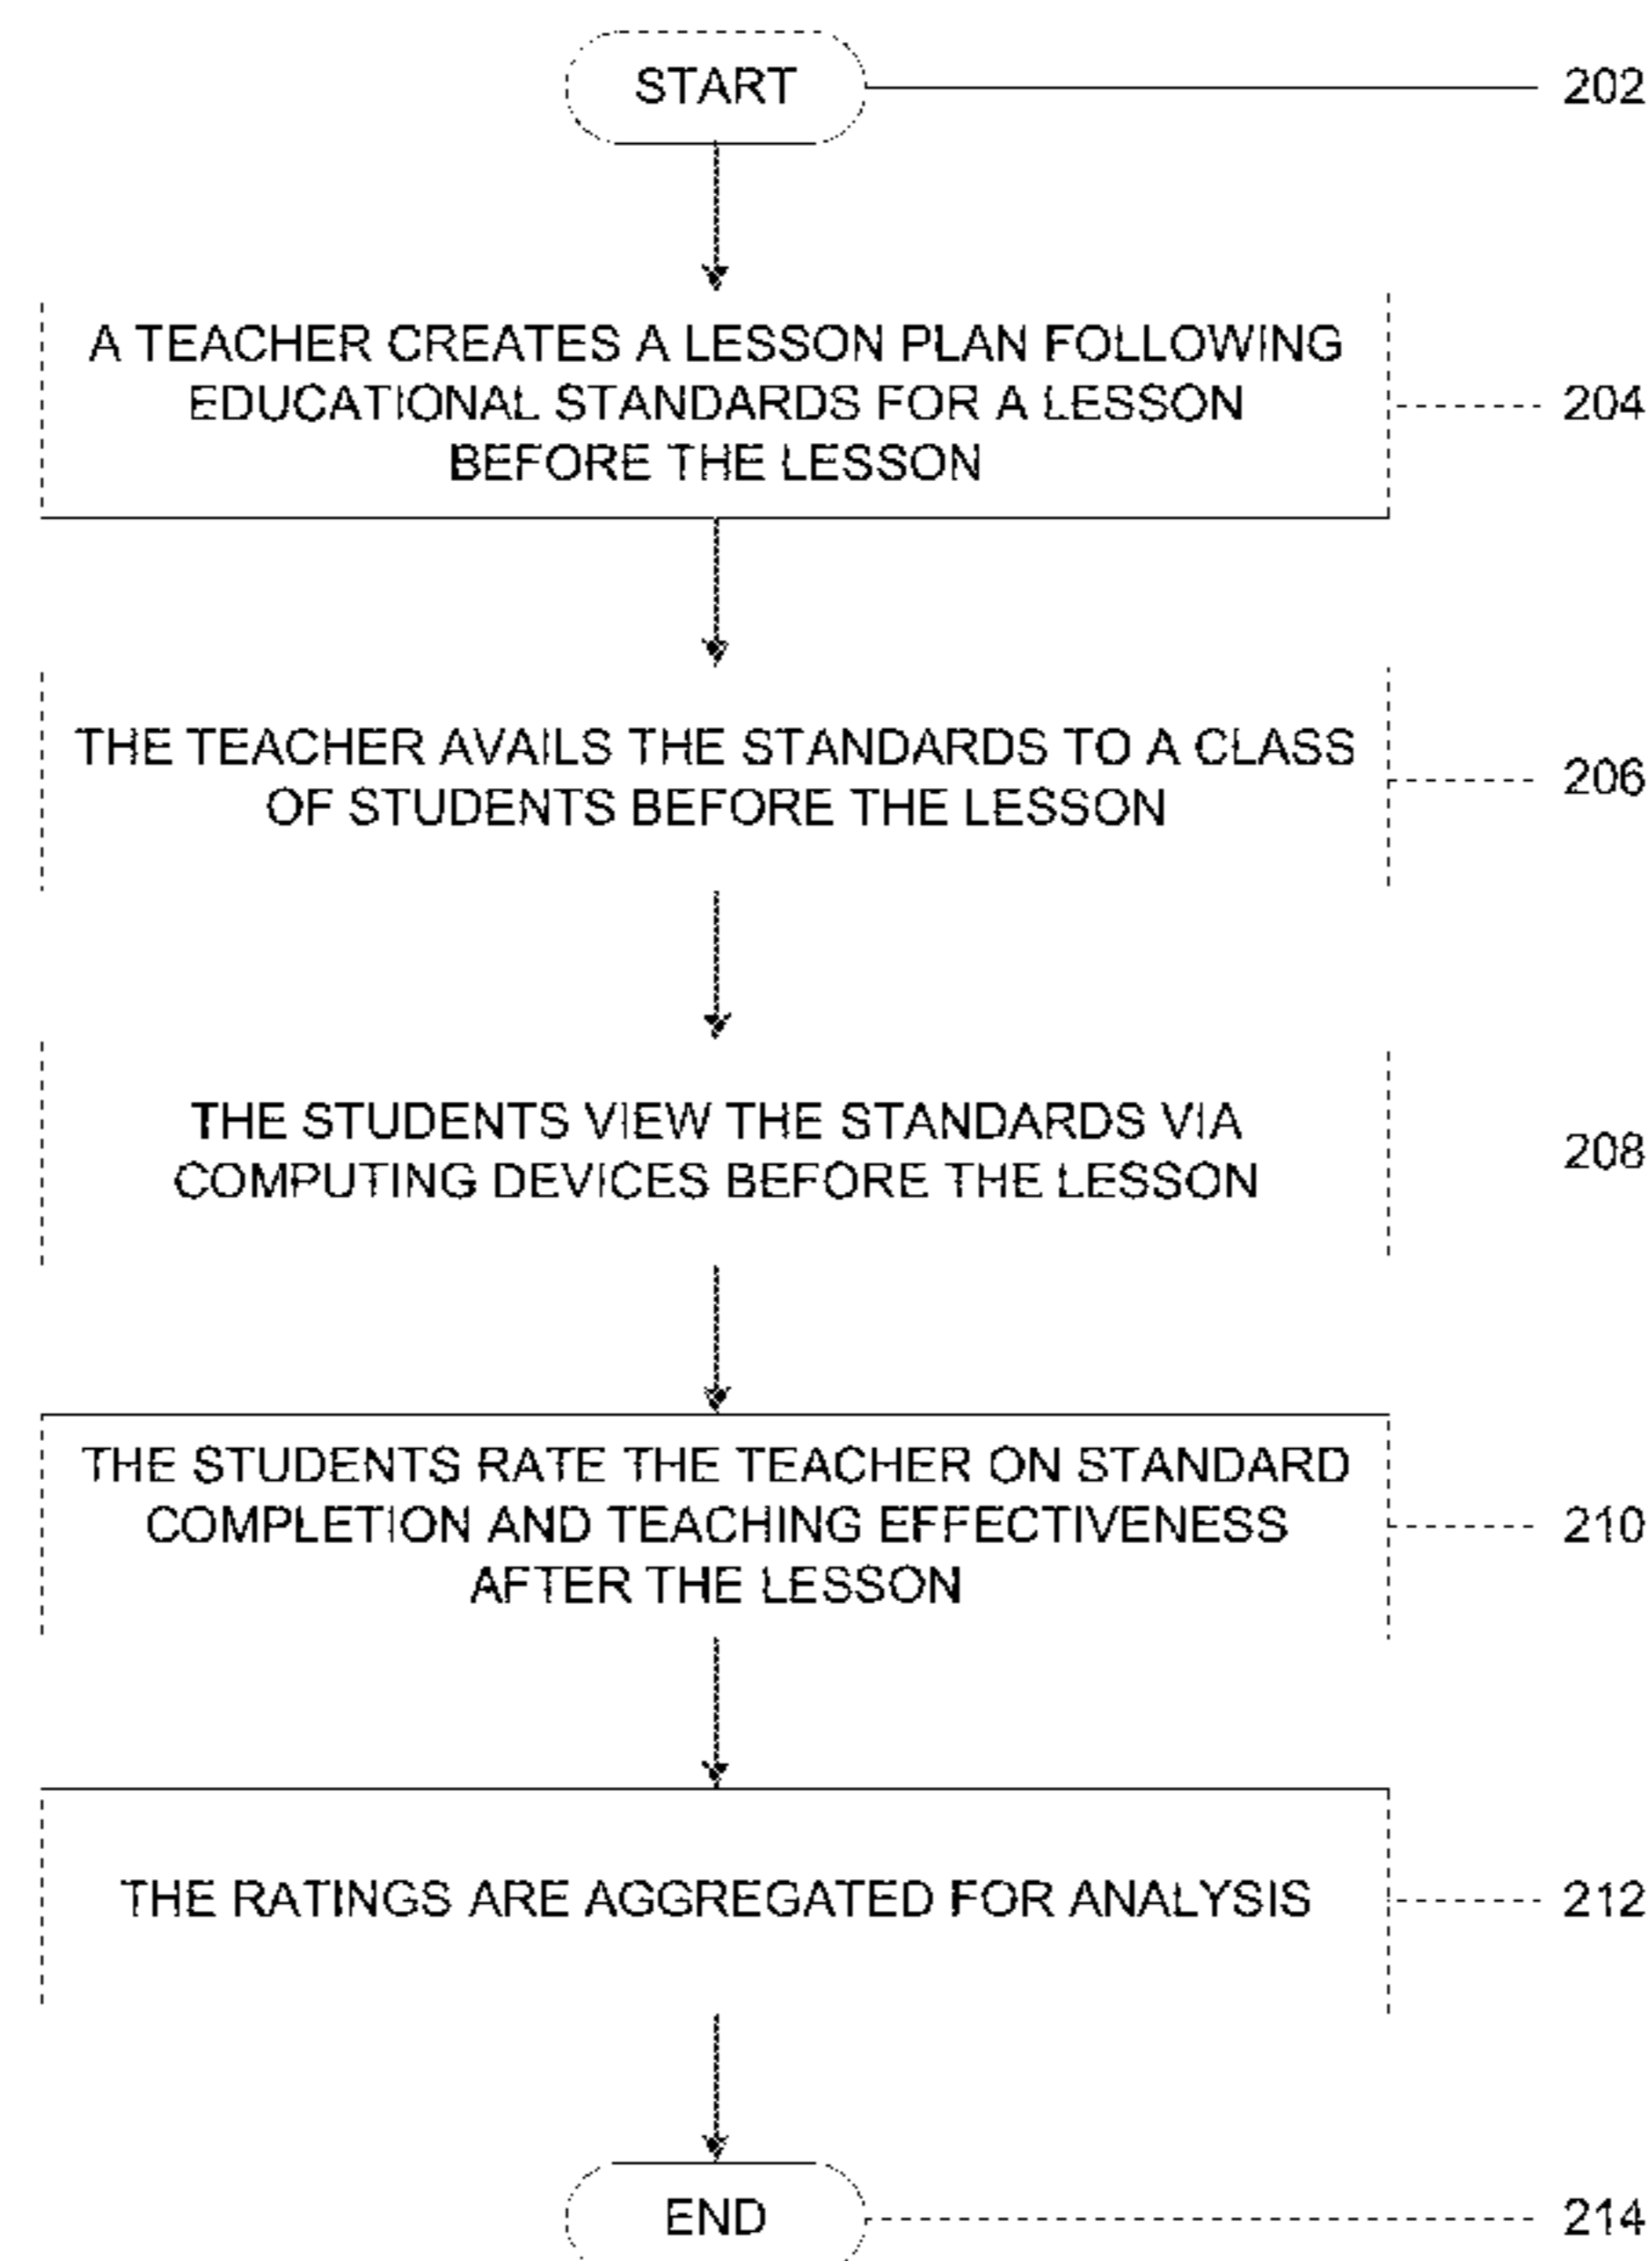 START
202
A TEACHER CREATES A LESSON PLAN FOLLOWING
EDUCATIONAL STANDARDS FOR A LESSON
BEFORE THE LESSON
204
THE TEACHER AVAILS THE STANDARDS TO A CLASS
OF STUDENTS BEFORE THE LESSON
206
THE STUDENTS VIEW THE STANDARDS VIA
COMPUTING DEVICES BEFORE THE LESSON
208
THE STUDENTS RATE THE TEACHER ON STANDARD
COMPLETION AND TEACHING EFFECTIVENESS
AFTER THE LESSON
210
THE RATINGS ARE AGGREGATED FOR ANALYSIS
212
END
214